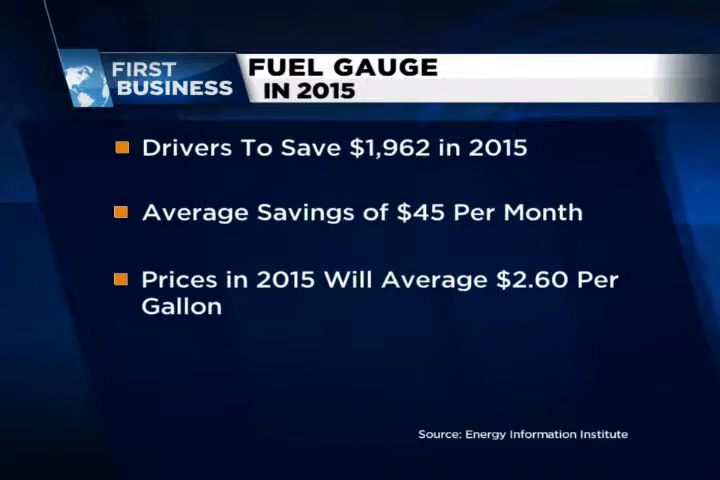 FIRST
BUSINESS
FUEL GAUGE
IN 2015
Drivers To Save $1,962 in 2015
Average Savings of $45 Per Month
Prices in 2015 Will Average $2.60 Per
Gallon
Source: Energy Information Institute